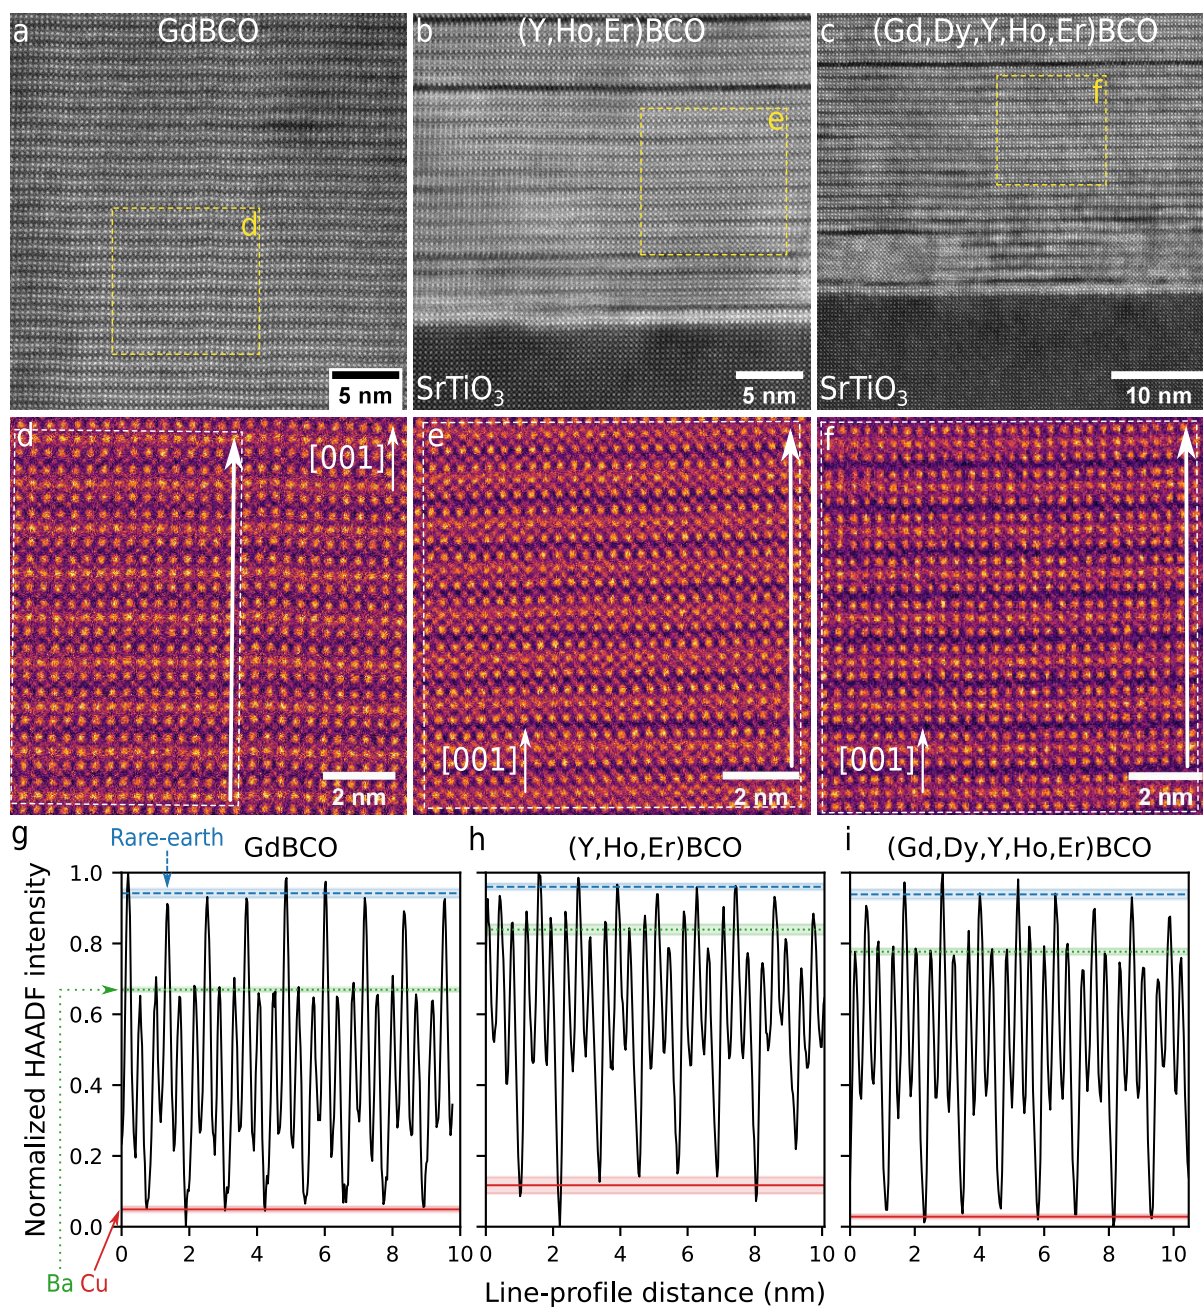 a GdBCO
b (Y,Ho,Er)BCO
c (Gd,Dy,Y,Ho,Er)BCO
d
e
f
5 nm
SrTiO₃
5 nm
SrTiO₃
10 nm
d
[001]
2 nm
e
[001]
2 nm
f
[001]
2 nm
g Rare-earth GdBCO
h (Y,Ho,Er)BCO
i (Gd,Dy,Y,Ho,Er)BCO
Normalized HAADF intensity
1.0
0.8
0.6
0.4
0.2
0.0
0 2 4 6 8 10
0 2 4 6 8 10
0 2 4 6 8 10
Ba Cu
Line-profile distance (nm)